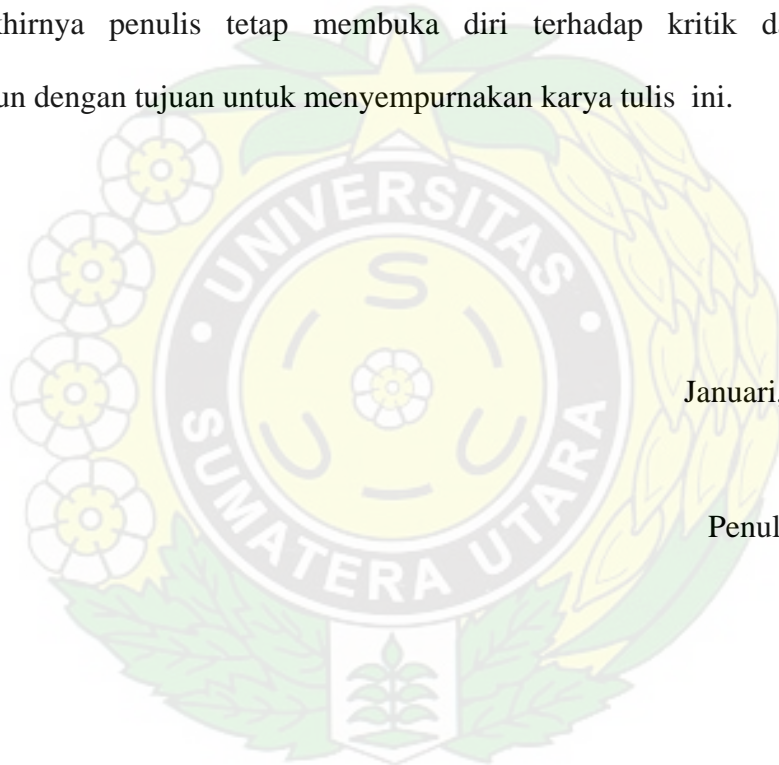 khirnya penulis tetap membuka diri terhadap kritik d
un dengan tujuan untuk menyempurnakan karya tulis ini.
UNIVERSITAS
S
U
U
SUMATERA UTARA
Januari
Penul